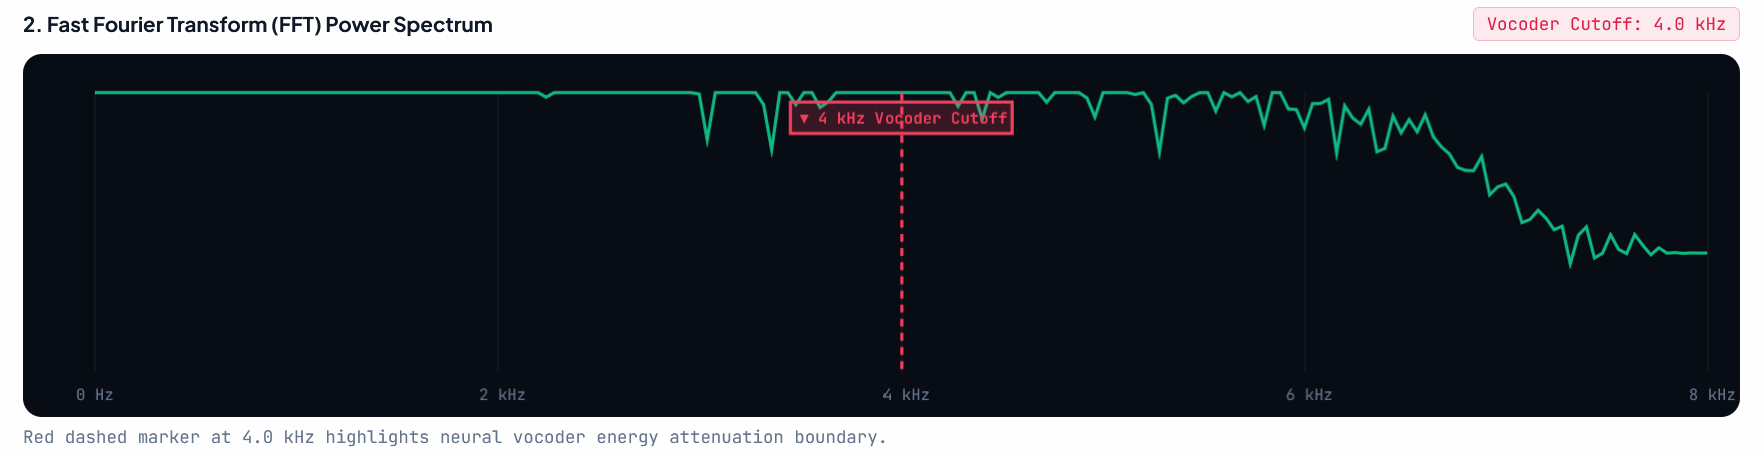 2. Fast Fourier Transform (FFT) Power Spectrum
Vocoder Cutoff: 4.0 kHz
▼ 4 kHz Vocoder Cutoff
0 Hz
2 kHz
4 kHz
6 kHz
8 kHz
Red dashed marker at 4.0 kHz highlights neural vocoder energy attenuation boundary.